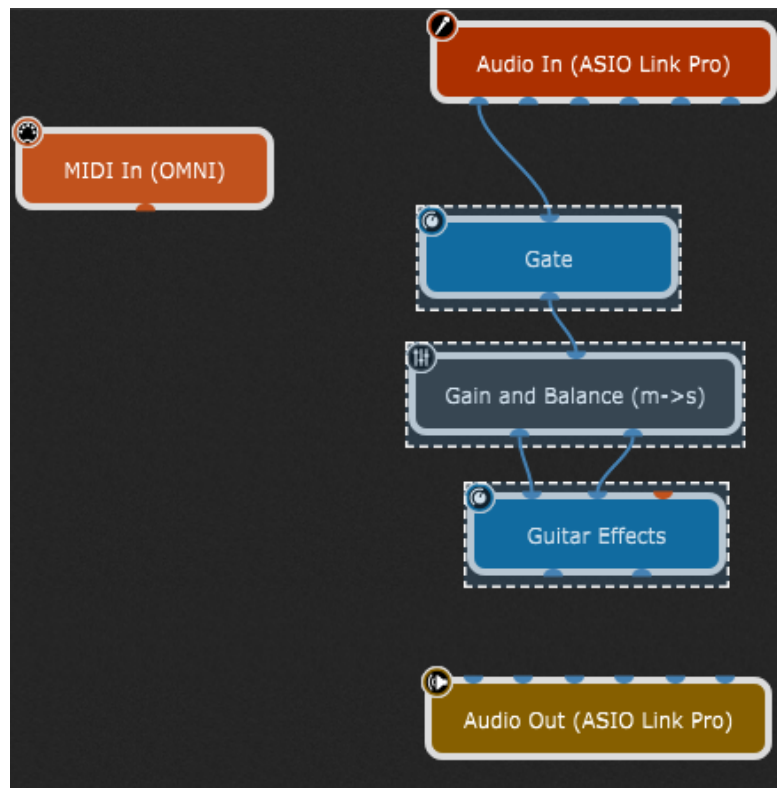 Audio In (ASIO Link Pro)
MIDI In (OMNI)
Gate
Gain and Balance (m->s)
Guitar Effects
Audio Out (ASIO Link Pro)